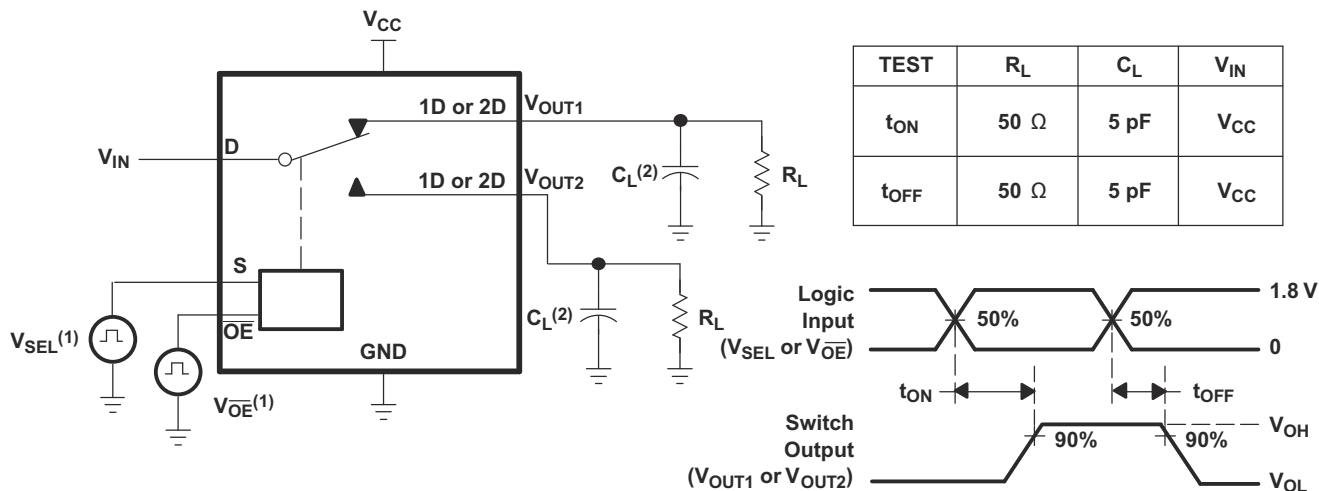 VCC
1D or 2D
VOUT1
VIN
D
CL(2)
RL
1D or 2D
VOUT2
S
OE
CL(2)
RL
VSEL(1)
GND
VOE(1)
TEST RL CL VIN
tON 50 Ω 5 pF VCC
tOFF 50 Ω 5 pF VCC
Logic
Input
(VSEL or VOE)
50%
50%
1.8 V
0
tON
tOFF
Switch
Output
(VOUT1 or VOUT2)
90%
90%
VOH
VOL